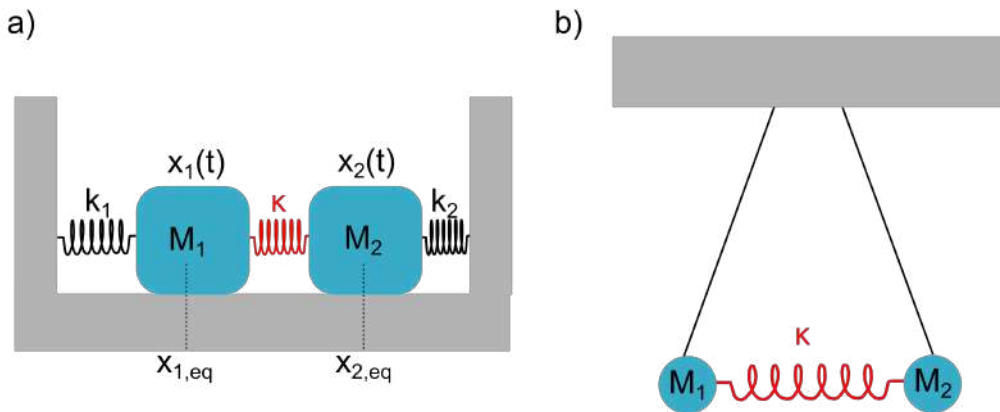 a)
x₁(t) x₂(t)
k₁ κ k₂
M₁ M₂
x₁,eq x₂,eq
b)
κ
M₁ M₂